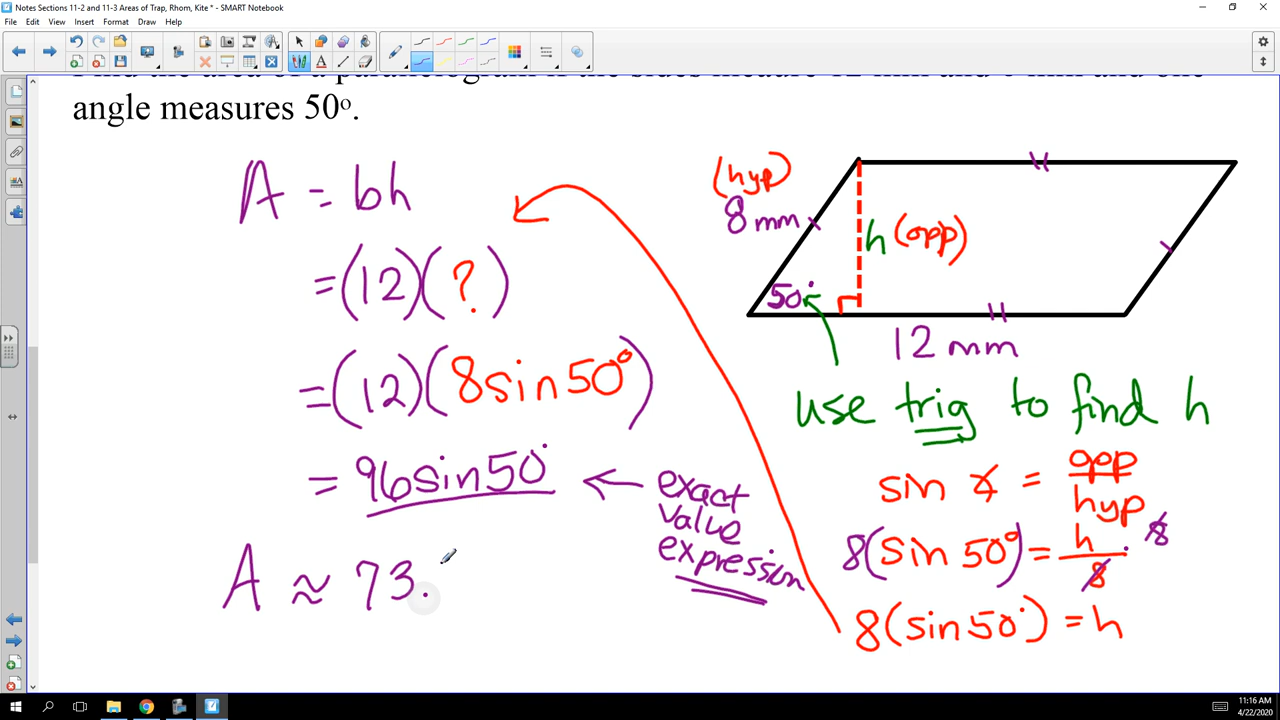 Notes Sections 11-2 and 11-3 Areas of Trap, Rhom, Kite * - SMART Notebook
File Edit View Insert Format Draw Help
angle measures 50º.
A = bh
= (12)(?)
= (12)(8sin50°)
= 96sin50°
← exact
value
expression
A ≈ 73.
(hyp)
8 mm
h (opp)
50°
12 mm
use trig to find h
sin ∢ = opp/hyp
8(sin 50°) = h/8 · 8
8(sin50°) = h
11:16 AM
4/22/2020